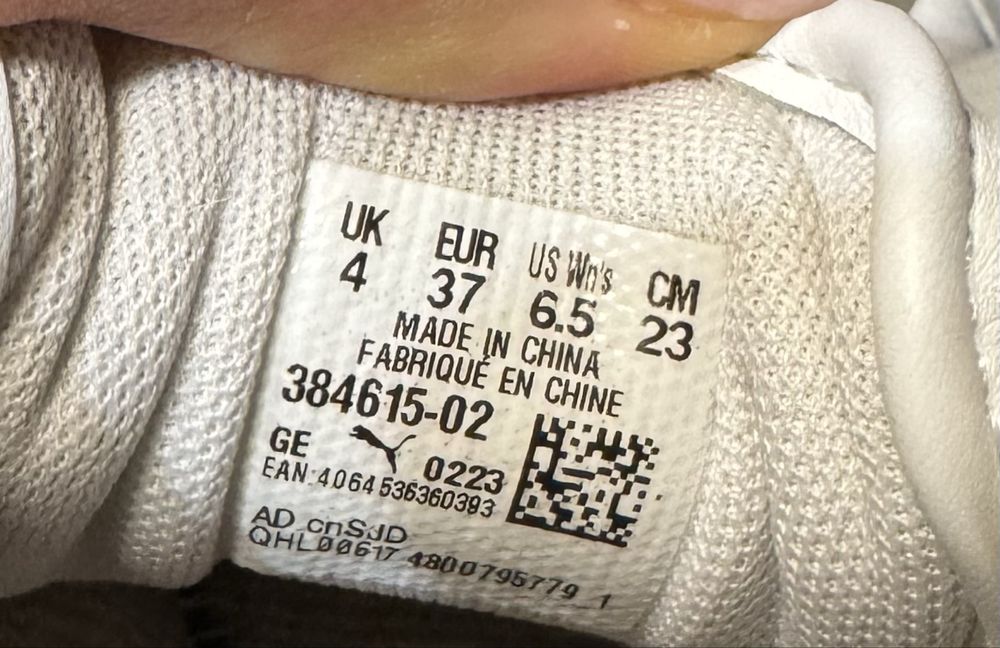 UK EUR US Wn's CM
4 37 6.5 23
MADE IN CHINA
FABRIQUÉ EN CHINE
384615-02
GE 0223
EAN 4064536360393
AD cnSJD
QHL00617 4800795779_1